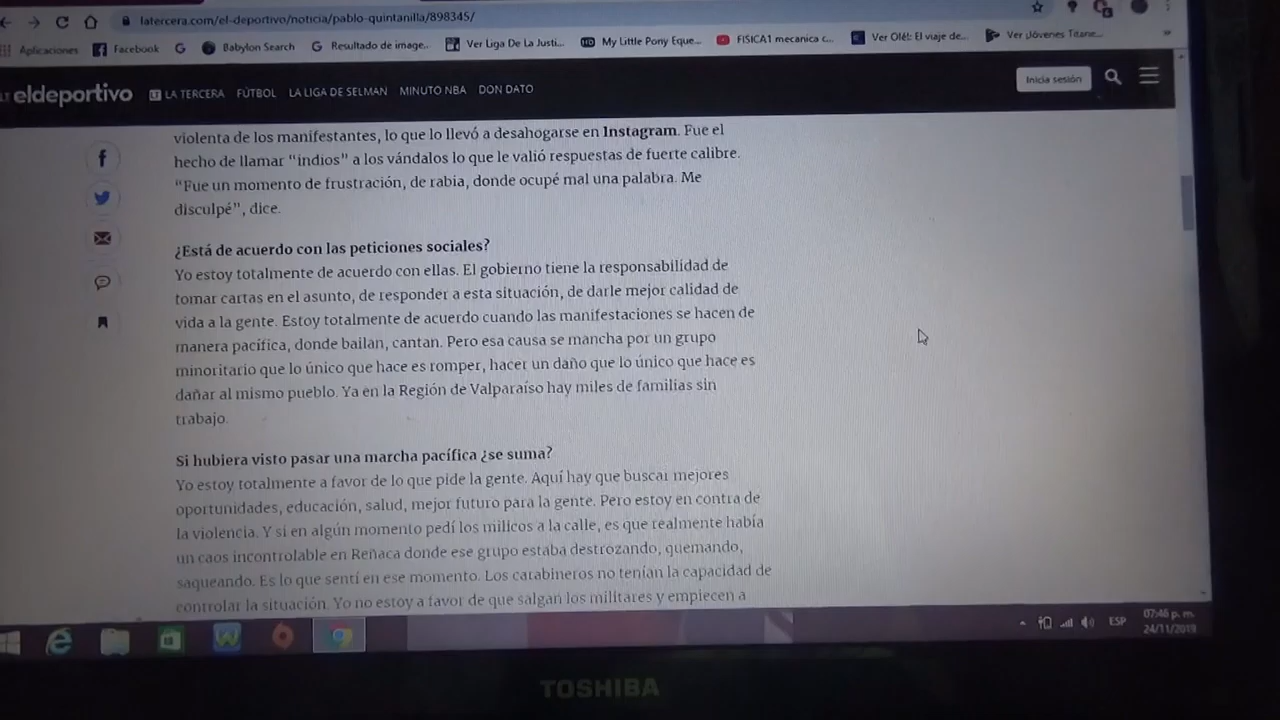 latercera.com/el-deportivo/noticia/pablo-quintanilla/898345/
Aplicaciones Facebook Babylon Search Resultado de image... Ver Liga De La Justi... My Little Pony Eque... FISICA1 mecanica c... Ver Olé!: El viaje de... Ver Jóvenes Titane...
LT eldeportivo LT LA TERCERA FÚTBOL LA LIGA DE SELMAN MINUTO NBA DON DATO Inicia sesión
violenta de los manifestantes, lo que lo llevó a desahogarse en Instagram. Fue el
hecho de llamar “indios” a los vándalos lo que le valió respuestas de fuerte calibre.
“Fue un momento de frustración, de rabia, donde ocupé mal una palabra. Me
disculpé”, dice.
¿Está de acuerdo con las peticiones sociales?
Yo estoy totalmente de acuerdo con ellas. El gobierno tiene la responsabilidad de
tomar cartas en el asunto, de responder a esta situación, de darle mejor calidad de
vida a la gente. Estoy totalmente de acuerdo cuando las manifestaciones se hacen de
manera pacífica, donde bailan, cantan. Pero esa causa se mancha por un grupo
minoritario que lo único que hace es romper, hacer un daño que lo único que hace es
dañar al mismo pueblo. Ya en la Región de Valparaíso hay miles de familias sin
trabajo.
Si hubiera visto pasar una marcha pacífica ¿se suma?
Yo estoy totalmente a favor de lo que pide la gente. Aquí hay que buscar mejores
oportunidades, educación, salud, mejor futuro para la gente. Pero estoy en contra de
la violencia. Y si en algún momento pedí los milicos a la calle, es que realmente había
un caos incontrolable en Reñaca donde ese grupo estaba destrozando, quemando,
saqueando. Es lo que sentí en ese momento. Los carabineros no tenían la capacidad de
controlar la situación. Yo no estoy a favor de que salgan los militares y empiecen a
ESP 07:46 p. m.
24/11/2019
TOSHIBA